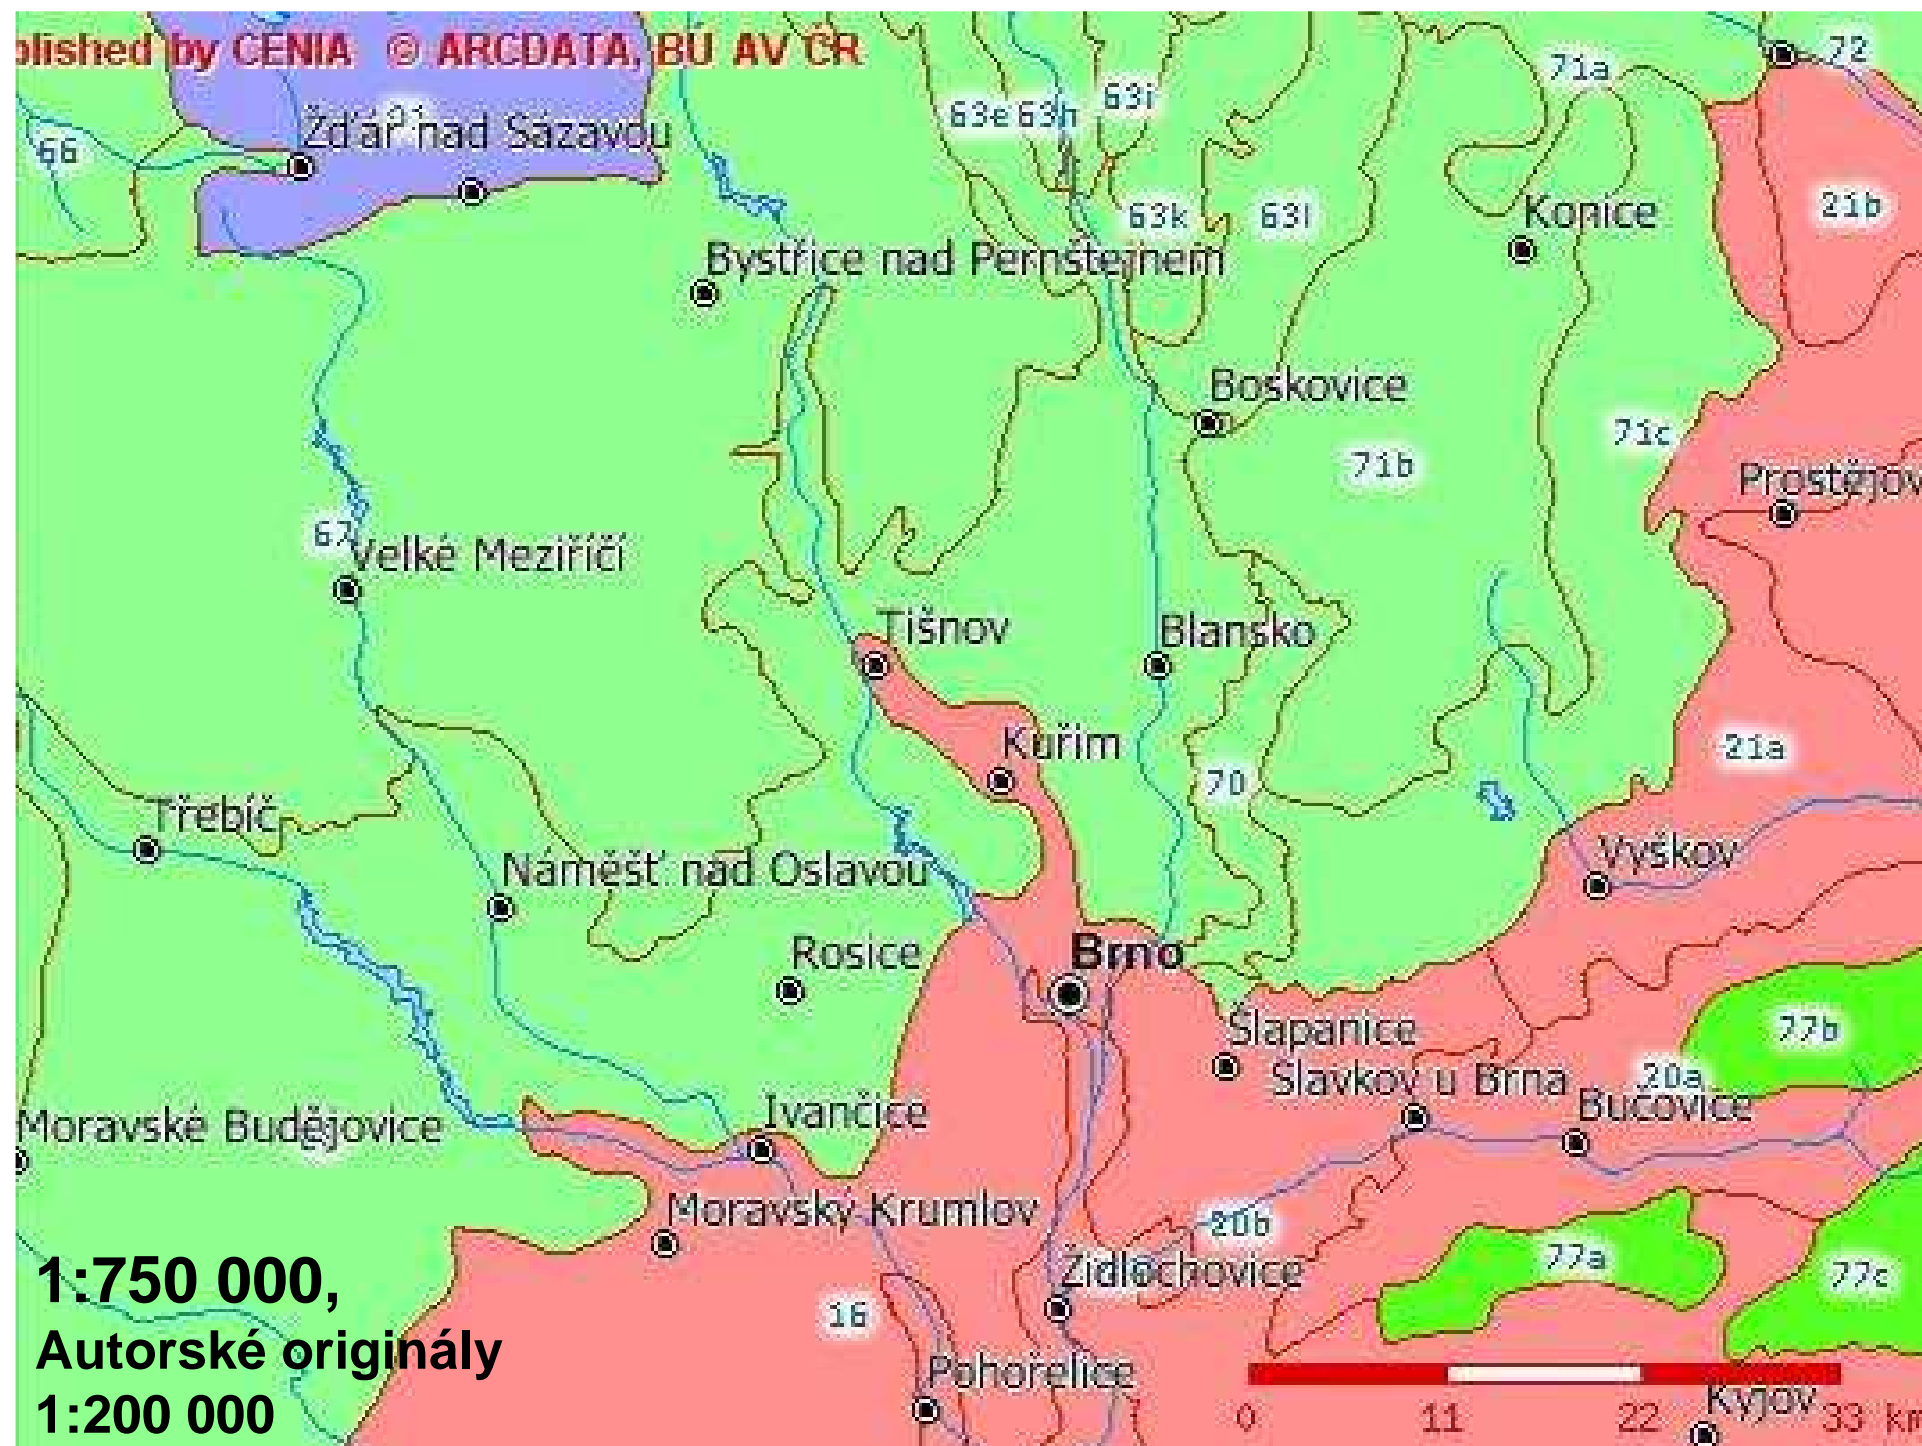 blished by CENIA © ARCDATA, BÚ AV ČR
72
71a
63e 63h 63i
Žďár nad Sázavou
66
21b
63k 63l
Konice
Bystřice nad Pernštejnem
Boskovice
71c
71b
Prostějov
67
Velké Meziříčí
Tišnov
Blansko
Kuřim
21a
70
Třebíč
Vyškov
Náměšť nad Oslavou
Rosice
Brno
Šlapanice
77b
Slavkov u Brna
20a
Bučovice
Ivančice
Moravské Budějovice
Moravský Krumlov
20b
77a
Židlochovice
77c
1:750 000,
16
Autorské originály
Pohořelice
1:200 000
Kyjov
0 11 22 33 km